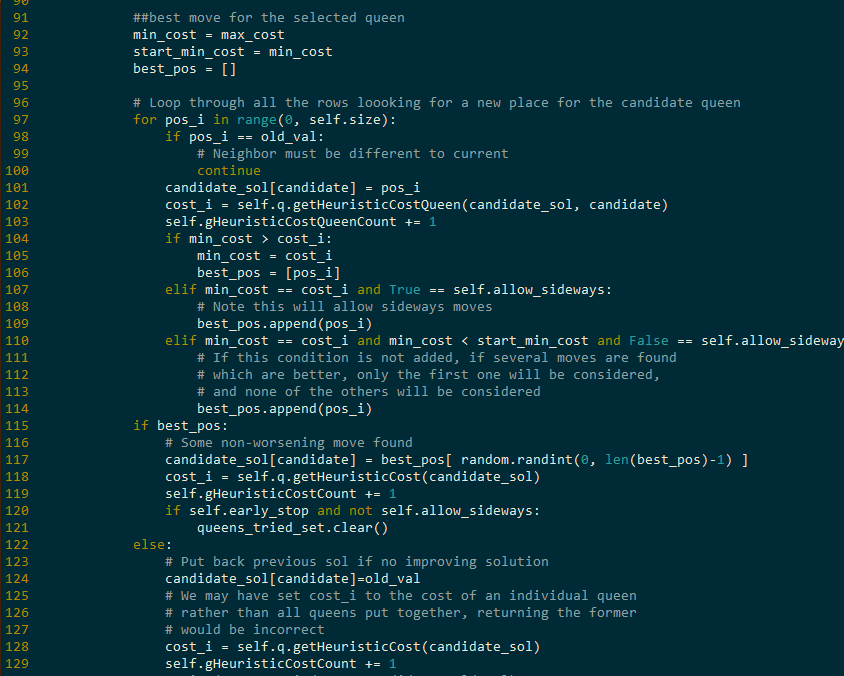 90
91             ##best move for the selected queen
92             min_cost = max_cost
93             start_min_cost = min_cost
94             best_pos = []
95
96             # Loop through all the rows loooking for a new place for the candidate queen
97             for pos_i in range(0, self.size):
98                 if pos_i == old_val:
99                     # Neighbor must be different to current
100                     continue
101                 candidate_sol[candidate] = pos_i
102                 cost_i = self.q.getHeuristicCostQueen(candidate_sol, candidate)
103                 self.gHeuristicCostQueenCount += 1
104                 if min_cost > cost_i:
105                     min_cost = cost_i
106                     best_pos = [pos_i]
107                 elif min_cost == cost_i and True == self.allow_sideways:
108                     # Note this will allow sideways moves
109                     best_pos.append(pos_i)
110                 elif min_cost == cost_i and min_cost < start_min_cost and False == self.allow_sideway
111                     # If this condition is not added, if several moves are found
112                     # which are better, only the first one will be considered,
113                     # and none of the others will be considered
114                     best_pos.append(pos_i)
115             if best_pos:
116                 # Some non-worsening move found
117                 candidate_sol[candidate] = best_pos[ random.randint(0, len(best_pos)-1) ]
118                 cost_i = self.q.getHeuristicCost(candidate_sol)
119                 self.gHeuristicCostCount += 1
120                 if self.early_stop and not self.allow_sideways:
121                     queens_tried_set.clear()
122             else:
123                 # Put back previous sol if no improving solution
124                 candidate_sol[candidate]=old_val
125                 # We may have set cost_i to the cost of an individual queen
126                 # rather than all queens put together, returning the former
127                 # would be incorrect
128                 cost_i = self.q.getHeuristicCost(candidate_sol)
129                 self.gHeuristicCostCount += 1